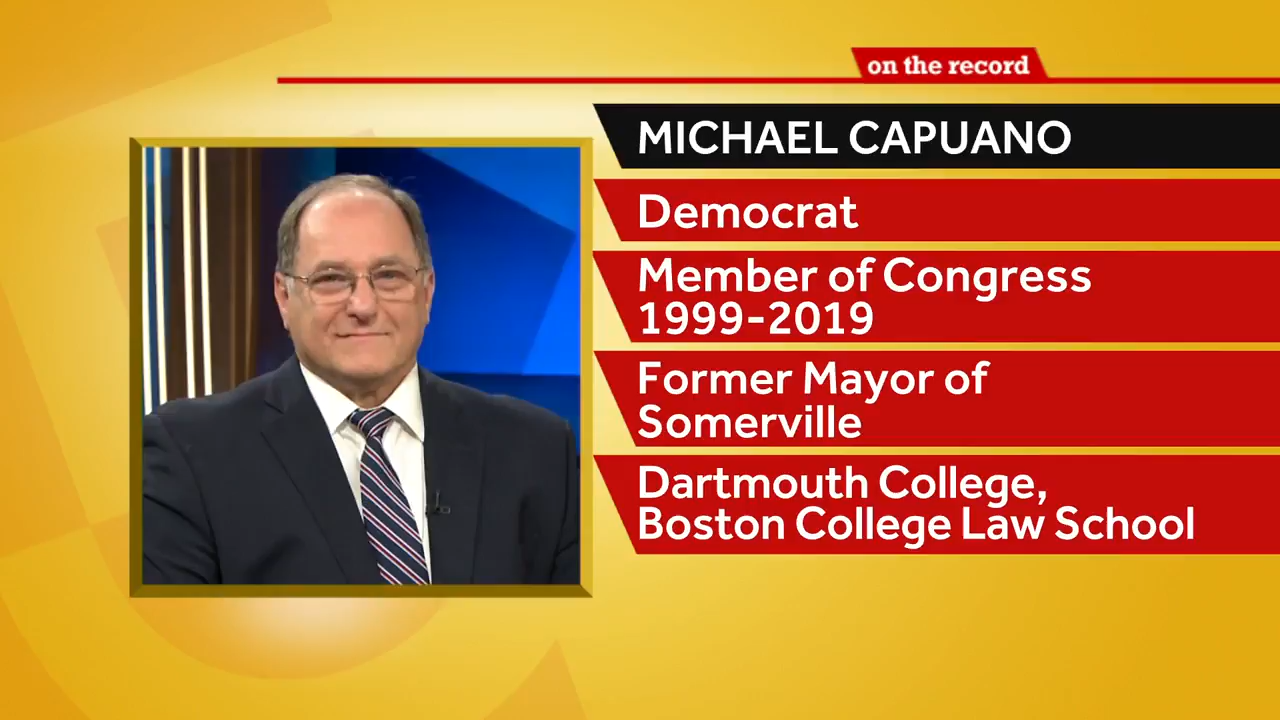 on the record
MICHAEL CAPUANO
Democrat
Member of Congress
1999-2019
Former Mayor of
Somerville
Dartmouth College,
Boston College Law School